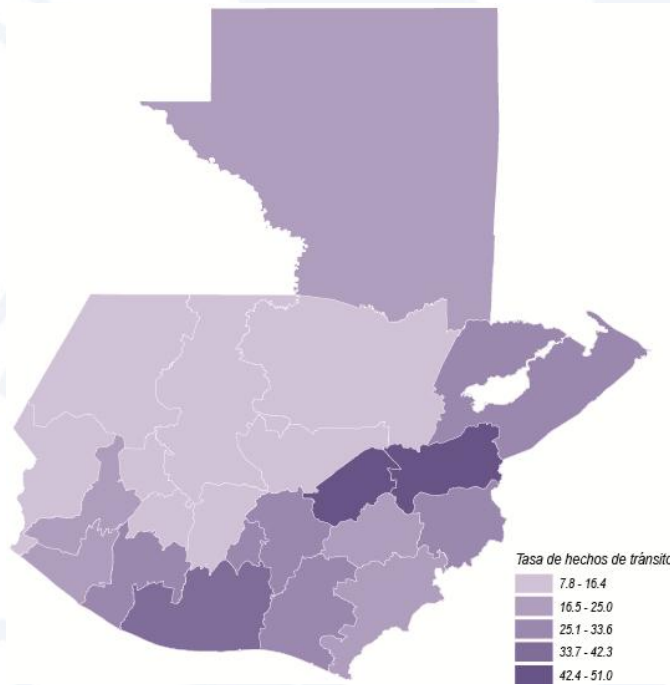 Tasa de hechos de tránsito
7.8 - 16.4
16.5 - 25.0
25.1 - 33.6
33.7 - 42.3
42.4 - 51.0